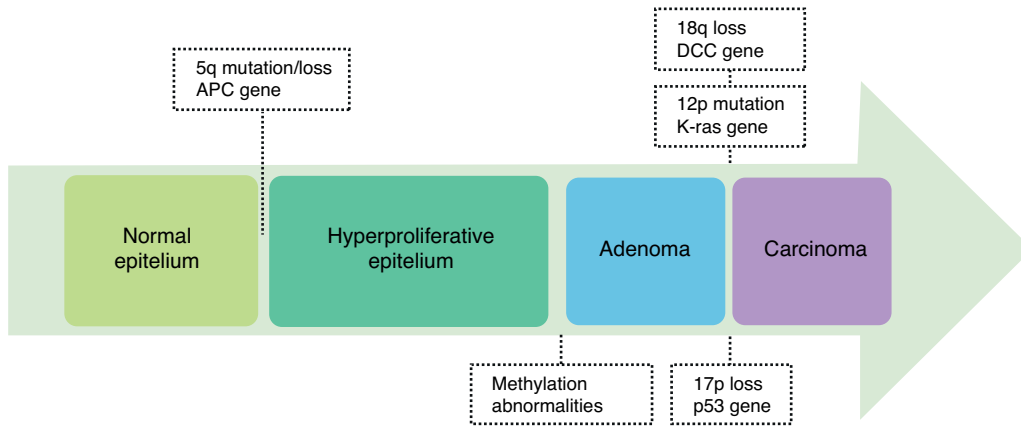 18q loss
DCC gene
5q mutation/loss
APC gene
12p mutation
K-ras gene
Normal
epitelium
Hyperproliferative
epitelium
Adenoma
Carcinoma
Methylation
abnormalities
17p loss
p53 gene